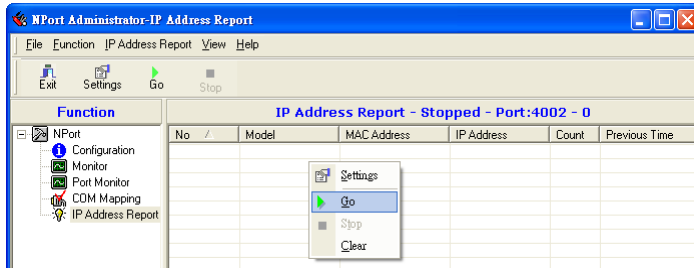 NPort Administrator-IP Address Report
File Function IP Address Report View Help
Exit Settings Go Stop
Function
IP Address Report - Stopped - Port:4002 - 0
No Model MAC Address IP Address Count Previous Time
NPort
Configuration
Monitor
Port Monitor
COM Mapping
IP Address Report
Settings
Go
Stop
Clear